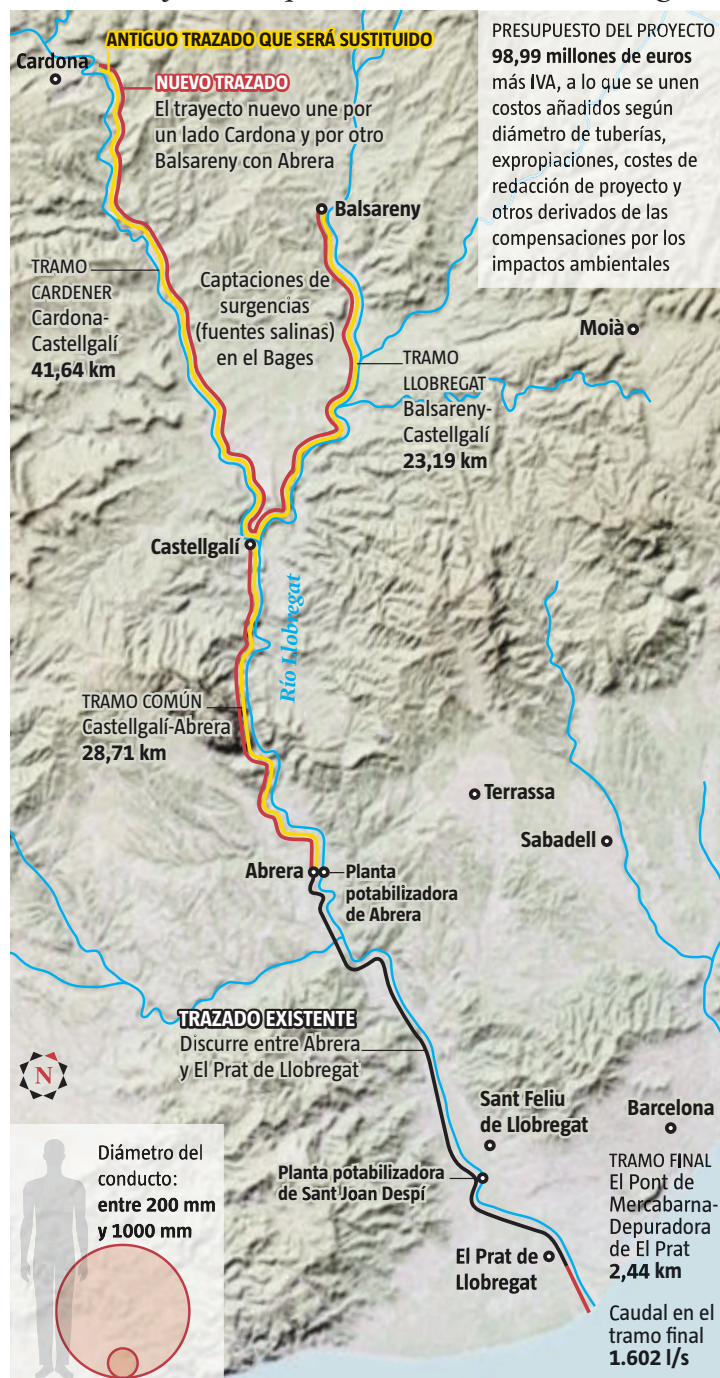 ANTIGUO TRAZADO QUE SERÁ SUSTITUIDO
Cardona
NUEVO TRAZADO
El trayecto nuevo une por
un lado Cardona y por otro
Balsareny con Abrera
PRESUPUESTO DEL PROYECTO
98,99 millones de euros
más IVA, a lo que se unen
costos añadidos según
diámetro de tuberías,
expropiaciones, costes de
redacción de proyecto y
otros derivados de las
compensaciones por los
impactos ambientales
Balsareny
TRAMO
CARDENER
Cardona-
Castellgalí
41,64 km
Captaciones de
surgencias
(fuentes salinas)
en el Bages
Moià
TRAMO
LLOBREGAT
Balsareny-
Castellgalí
23,19 km
Castellgalí
Río Llobregat
TRAMO COMÚN
Castellgalí-Abrera
28,71 km
Terrassa
Sabadell
Abrera
Planta
potabilizadora
de Abrera
TRAZADO EXISTENTE
Discurre entre Abrera
y El Prat de Llobregat
N
Sant Feliu
de Llobregat
Barcelona
Diámetro del
conducto:
entre 200 mm
y 1000 mm
Planta potabilizadora
de Sant Joan Despí
TRAMO FINAL
El Pont de
Mercabarna-
Depuradora
de El Prat
2,44 km
El Prat de
Llobregat
Caudal en el
tramo final
1.602 l/s